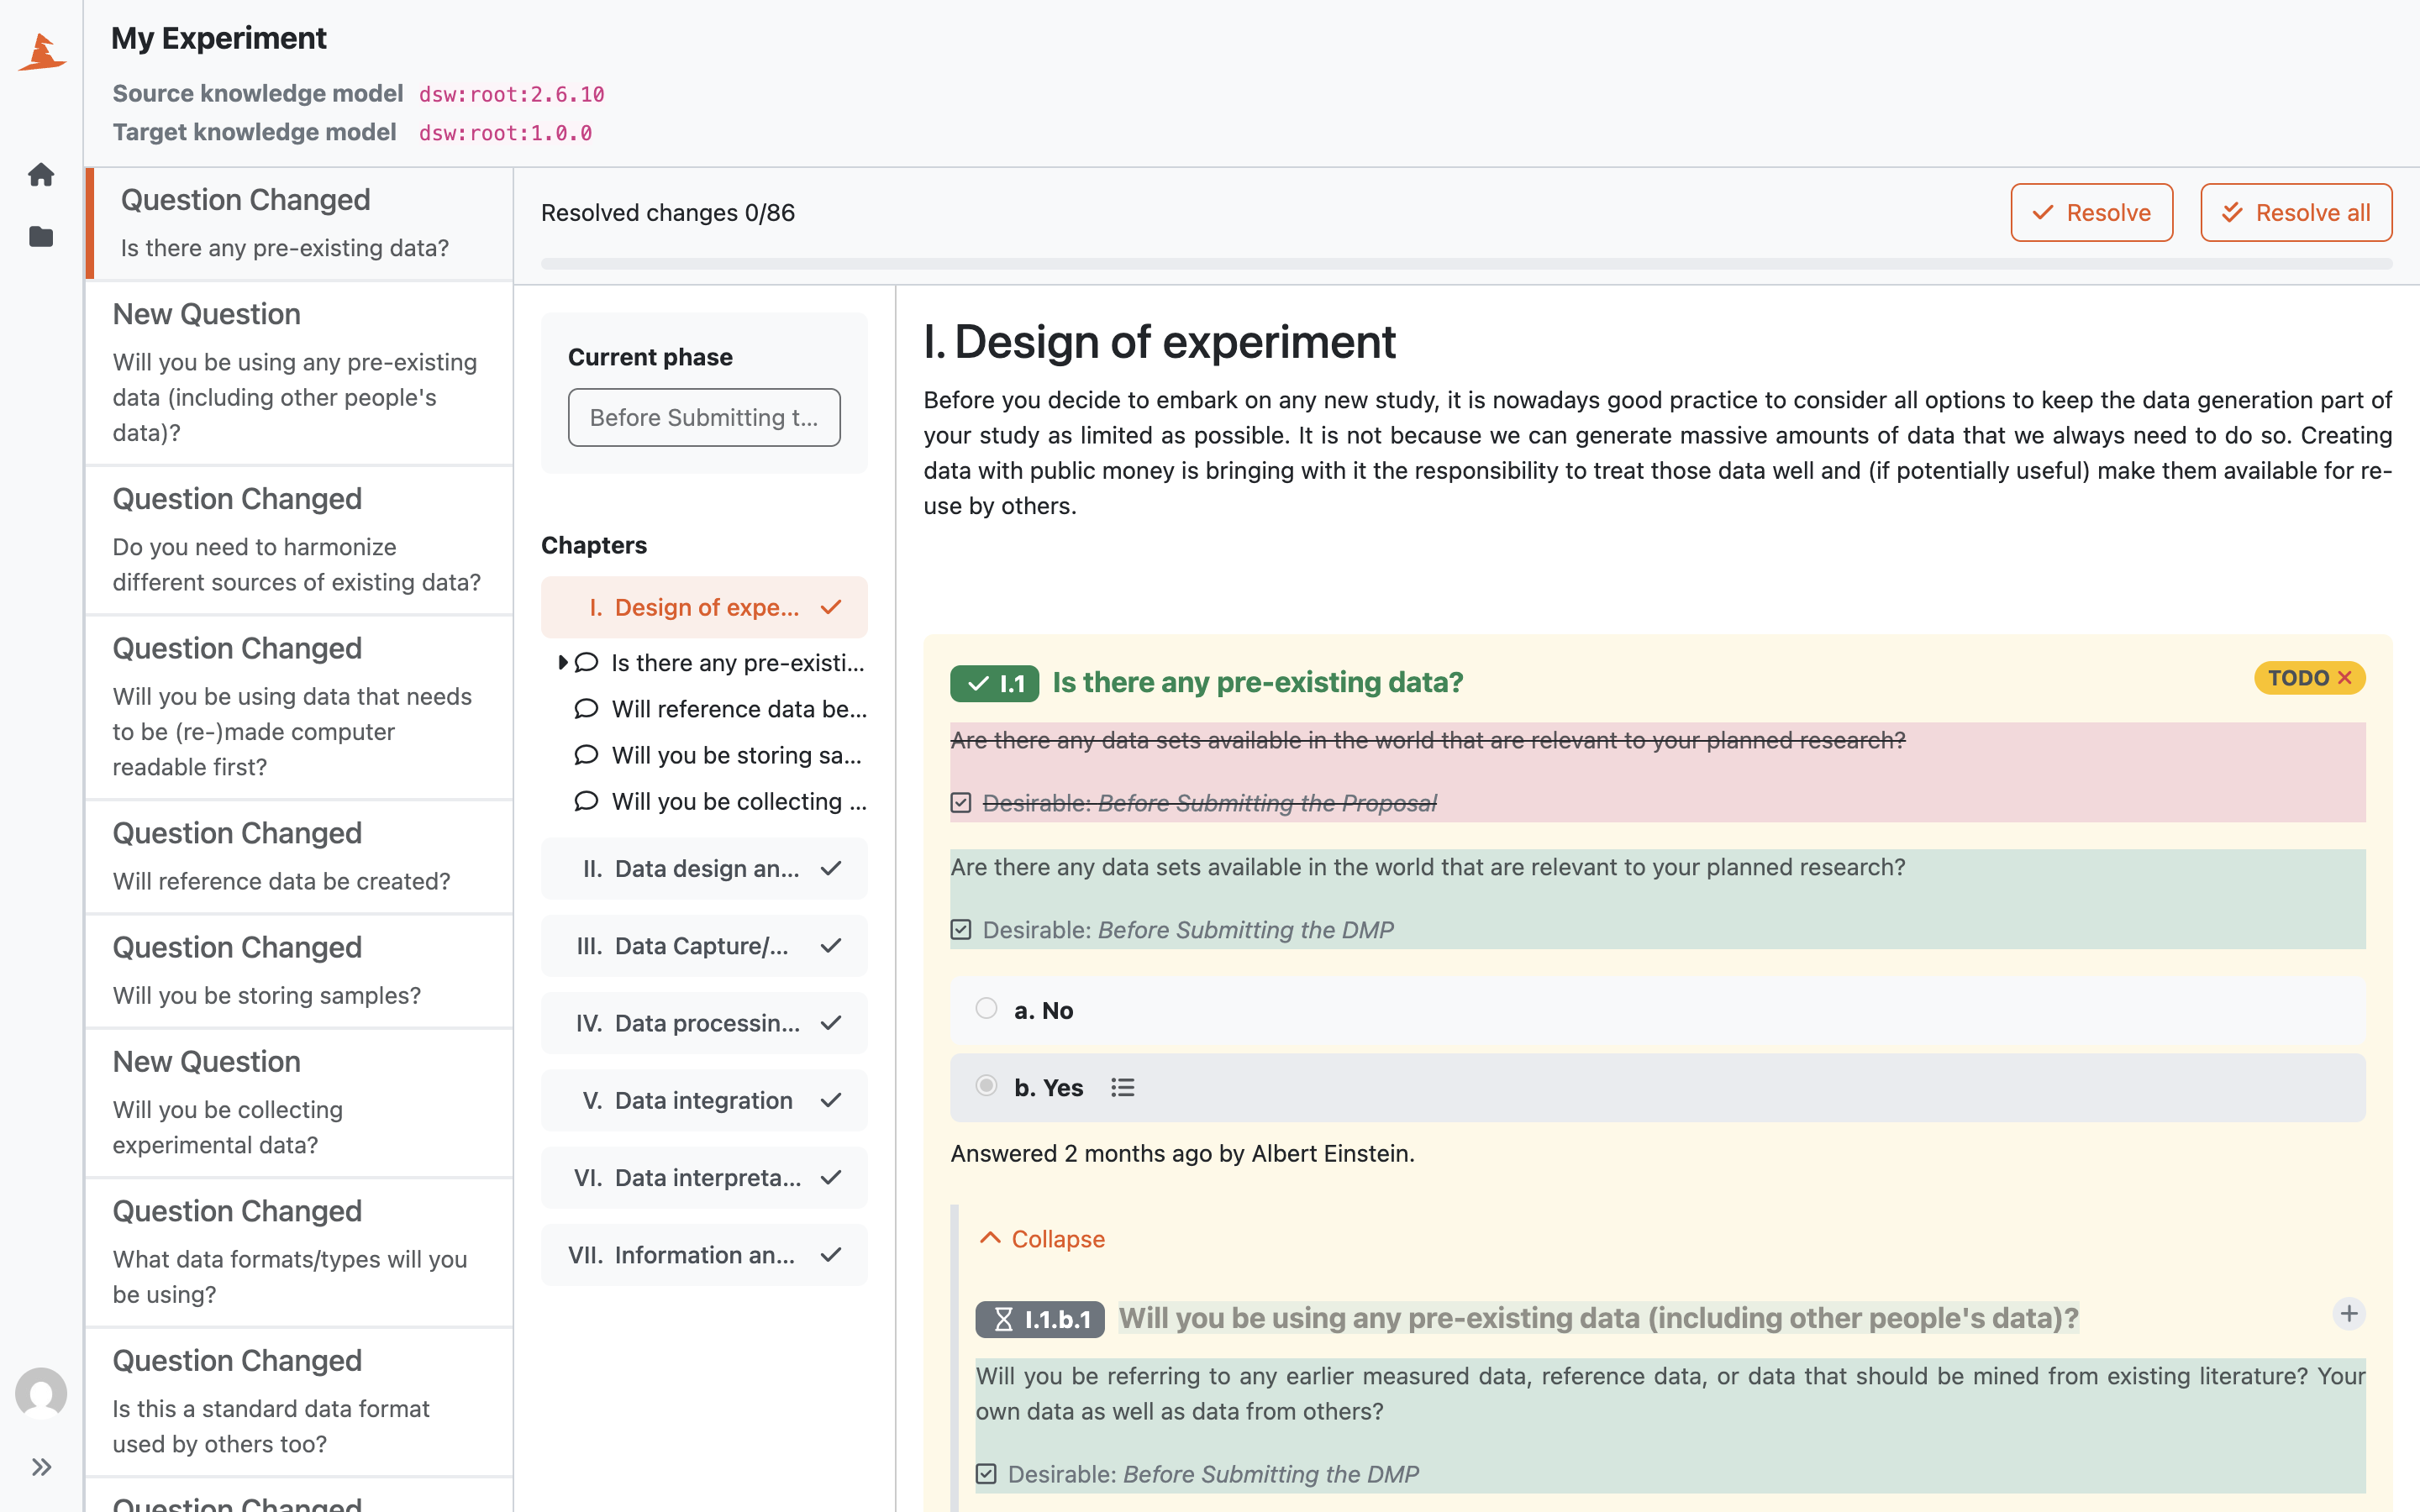 My Experiment
Source knowledge model dsw:root:2.6.10
Target knowledge model dsw:root:1.0.0
Question Changed
Is there any pre-existing data?
New Question
Will you be using any pre-existing
data (including other people's
data)?
Question Changed
Do you need to harmonize
different sources of existing data?
Question Changed
Will you be using data that needs
to be (re-)made computer
readable first?
Question Changed
Will reference data be created?
Question Changed
Will you be storing samples?
New Question
Will you be collecting
experimental data?
Question Changed
What data formats/types will you
be using?
Question Changed
Is this a standard data format
used by others too?
Question Changed
Resolved changes 0/86
Resolve
Resolve all
Current phase
Before Submitting t...
Chapters
I. Design of expe...
Is there any pre-existi...
Will reference data be...
Will you be storing sa...
Will you be collecting ...
II. Data design an...
III. Data Capture/...
IV. Data processin...
V. Data integration
VI. Data interpreta...
VII. Information an...
I. Design of experiment
Before you decide to embark on any new study, it is nowadays good practice to consider all options to keep the data generation part of
your study as limited as possible. It is not because we can generate massive amounts of data that we always need to do so. Creating
data with public money is bringing with it the responsibility to treat those data well and (if potentially useful) make them available for re-
use by others.
I.1 Is there any pre-existing data?
TODO
Are there any data sets available in the world that are relevant to your planned research?
Desirable: Before Submitting the Proposal
Are there any data sets available in the world that are relevant to your planned research?
Desirable: Before Submitting the DMP
a. No
b. Yes
Answered 2 months ago by Albert Einstein.
Collapse
I.1.b.1 Will you be using any pre-existing data (including other people's data)?
Will you be referring to any earlier measured data, reference data, or data that should be mined from existing literature? Your
own data as well as data from others?
Desirable: Before Submitting the DMP